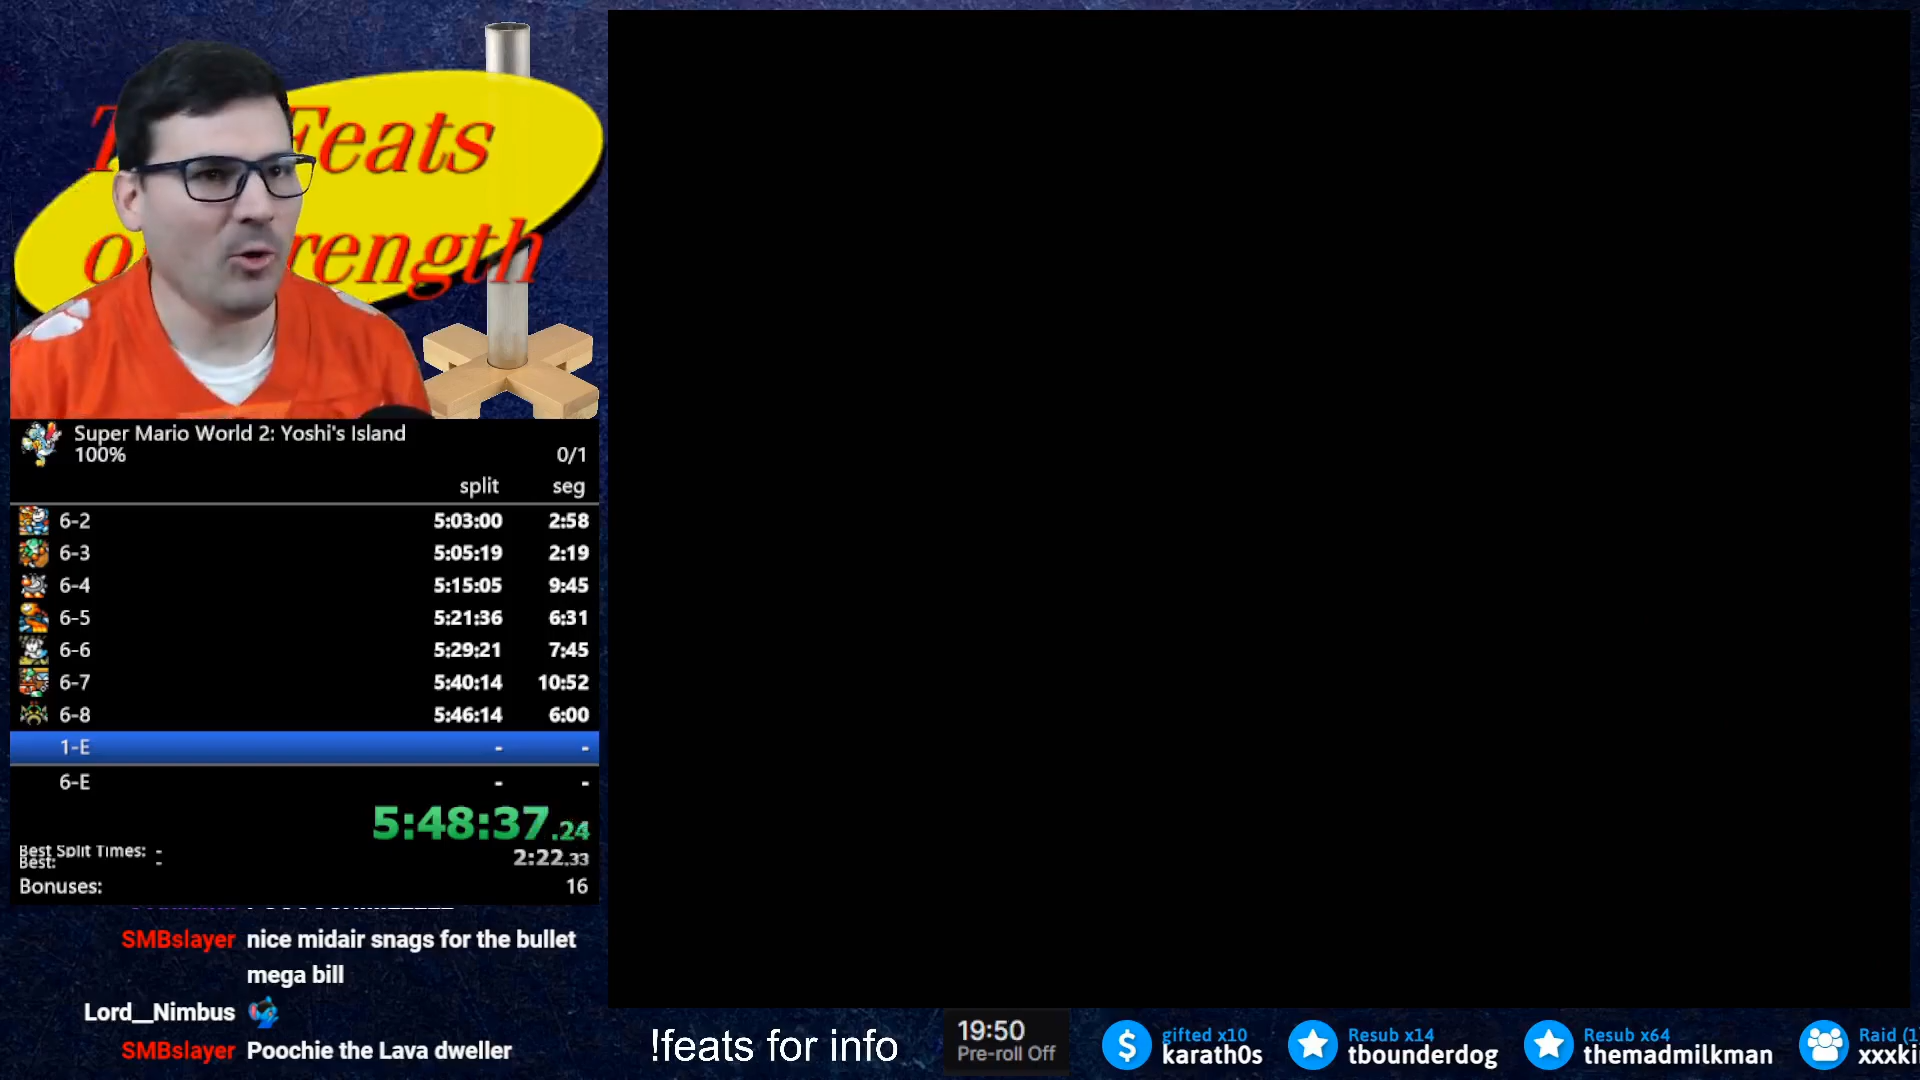 Feats
Super Mario World 2: Yoshi's Island
100% 0/1
split seg
6-2 5:03:00 2:58
6-3 5:05:19 2:19
6-4 5:15:05 9:45
6-5 5:21:36 6:31
6-6 5:29:21 7:45
6-7 5:40:14 10:52
6-8 5:46:14 6:00
1-E - -
6-E - -
5:48:37.24
Best Split Times: -
Best: -
2:22.33
Bonuses: 16
SMBslayer nice midair snags for the bullet
mega bill
Lord__Nimbus
SMBslayer Poochie the Lava dweller
!feats for info
19:50
Pre-roll Off
gifted x10
karath0s
Resub x14
tbounderdog
Resub x64
themadmilkman
Raid (1
xxxki